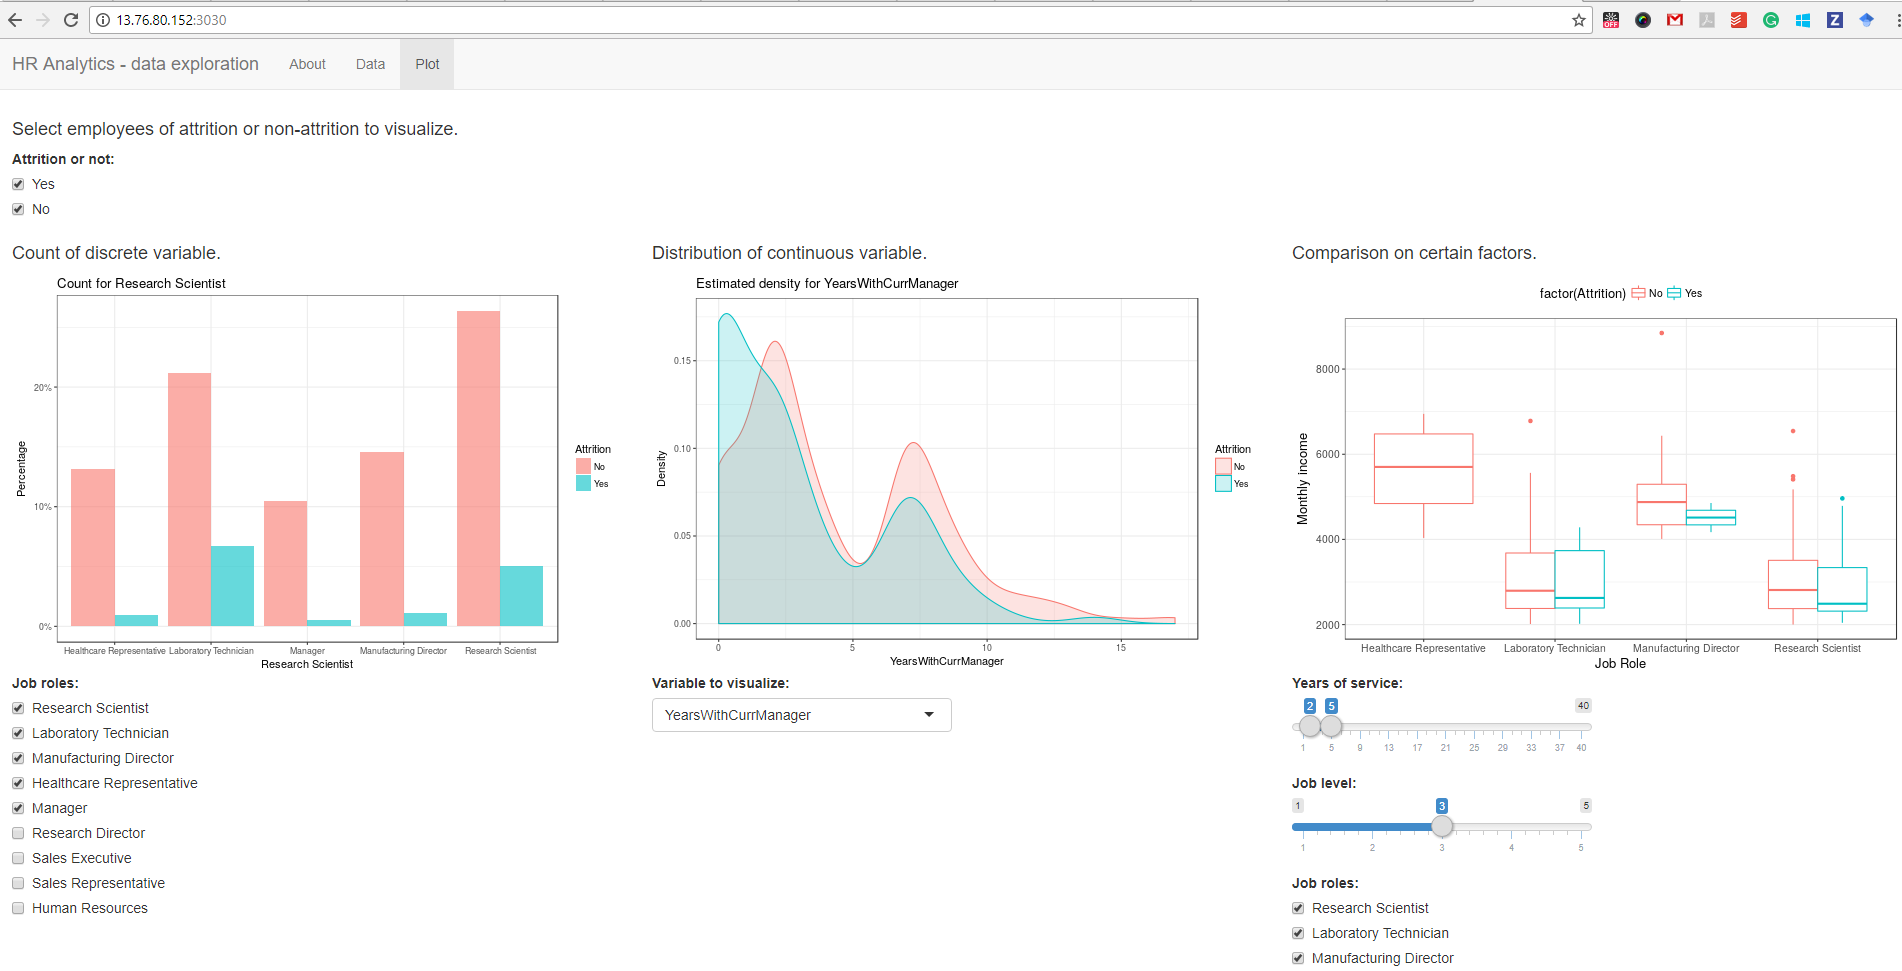 13.76.80.152:3030
OFF
Z
HR Analytics - data exploration About Data Plot
Select employees of attrition or non-attrition to visualize.
Attrition or not:
Yes
No
Count of discrete variable.
Count for Research Scientist
20%
10%
0%
Percentage
Healthcare Representative Laboratory Technician Manager Manufacturing Director Research Scientist
Research Scientist
Attrition
No
Yes
Job roles:
Research Scientist
Laboratory Technician
Manufacturing Director
Healthcare Representative
Manager
Research Director
Sales Executive
Sales Representative
Human Resources
Distribution of continuous variable.
Estimated density for YearsWithCurrManager
0.15
0.10
0.05
0.00
Density
0 5 10 15
YearsWithCurrManager
Attrition
No
Yes
Variable to visualize:
YearsWithCurrManager
Comparison on certain factors.
factor(Attrition) No Yes
8000
6000
4000
2000
Monthly income
Healthcare Representative Laboratory Technician Manufacturing Director Research Scientist
Job Role
Years of service:
2 5 40
1 5 9 13 17 21 25 29 33 37 40
Job level:
1 3 5
1 2 3 4 5
Job roles:
Research Scientist
Laboratory Technician
Manufacturing Director